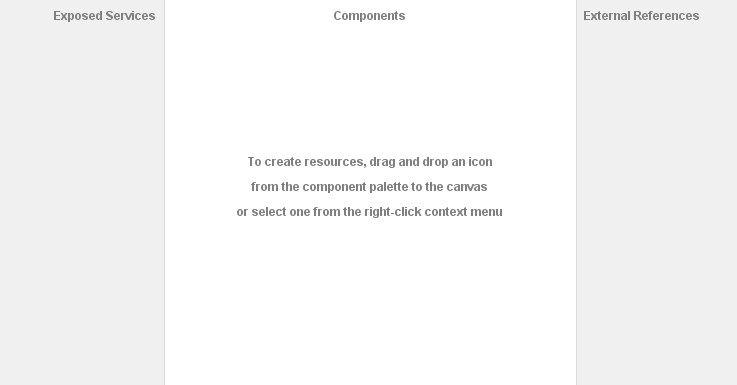 Exposed Services
Components
External References
To create resources, drag and drop an icon
from the component palette to the canvas
or select one from the right-click context menu